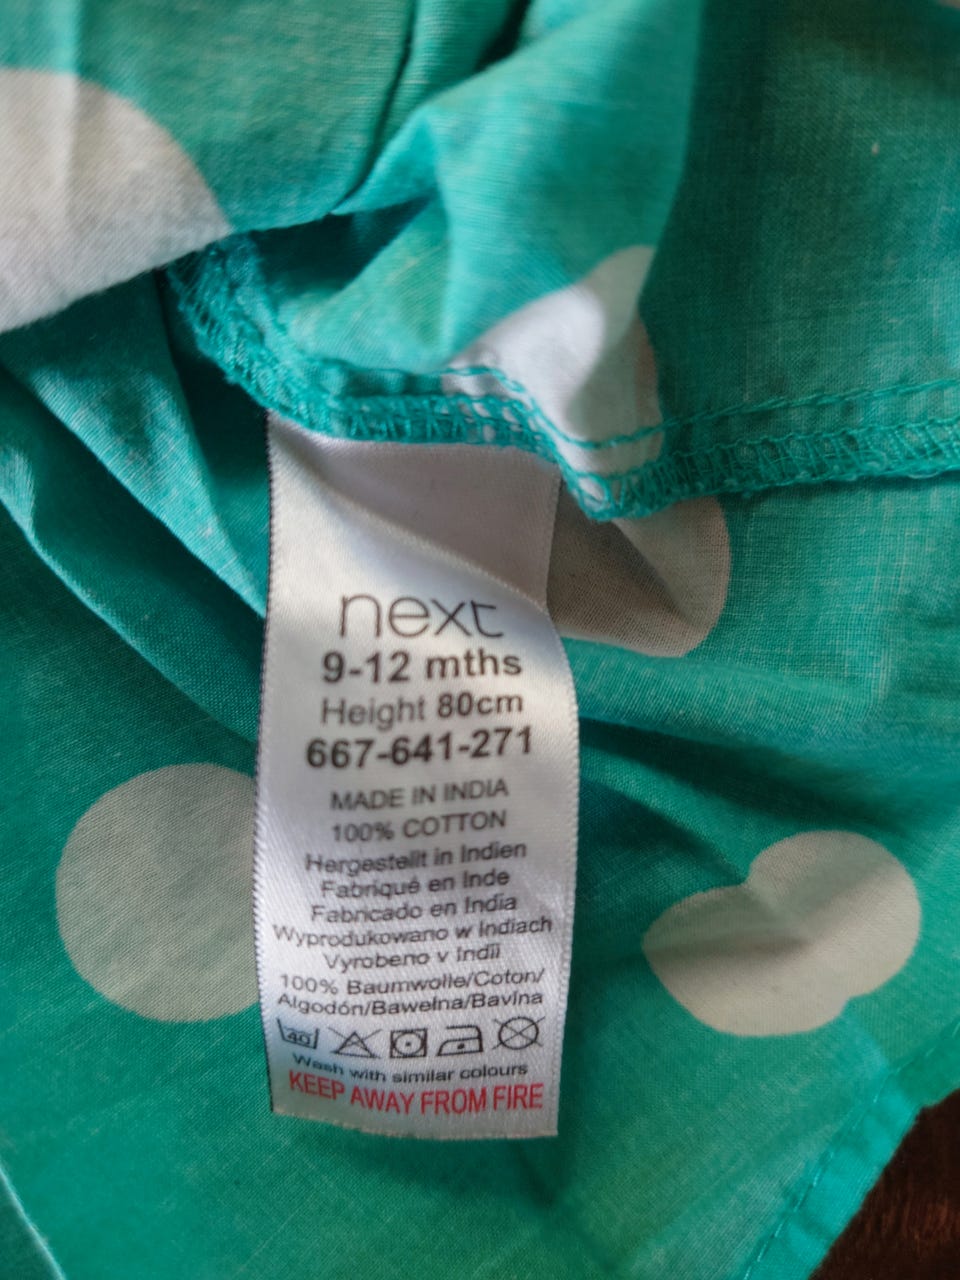 next
9-12 mths
Height 80cm
667-641-271
MADE IN INDIA
100% COTTON
Hergestellt in Indien
Fabriqué en Inde
Fabricado en India
Wyprodukowano w Indiach
Vyrobeno v Indii
100% Baumwolle/Coton/
Algodón/Bawełna/Bavlna
40
Wash with similar colours
KEEP AWAY FROM FIRE